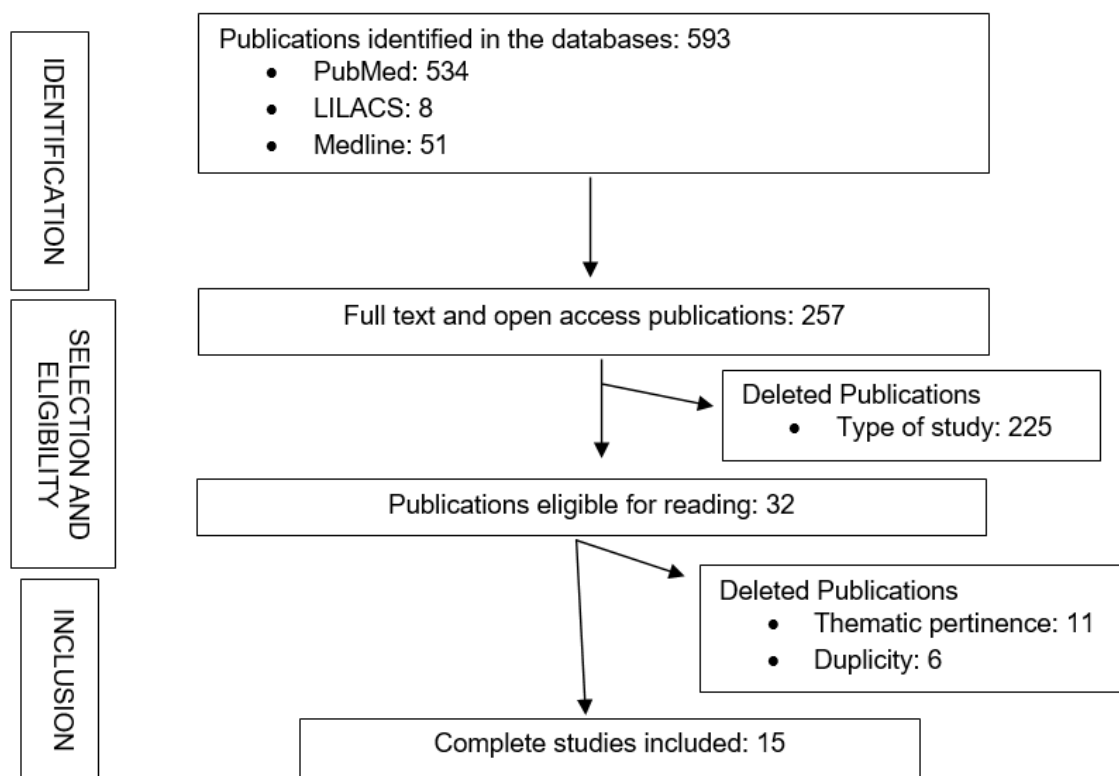 IDENTIFICATION
Publications identified in the databases: 593
• PubMed: 534
• LILACS: 8
• Medline: 51
SELECTION AND
ELIGIBILITY
Full text and open access publications: 257
Deleted Publications
• Type of study: 225
Publications eligible for reading: 32
INCLUSION
Deleted Publications
• Thematic pertinence: 11
• Duplicity: 6
Complete studies included: 15